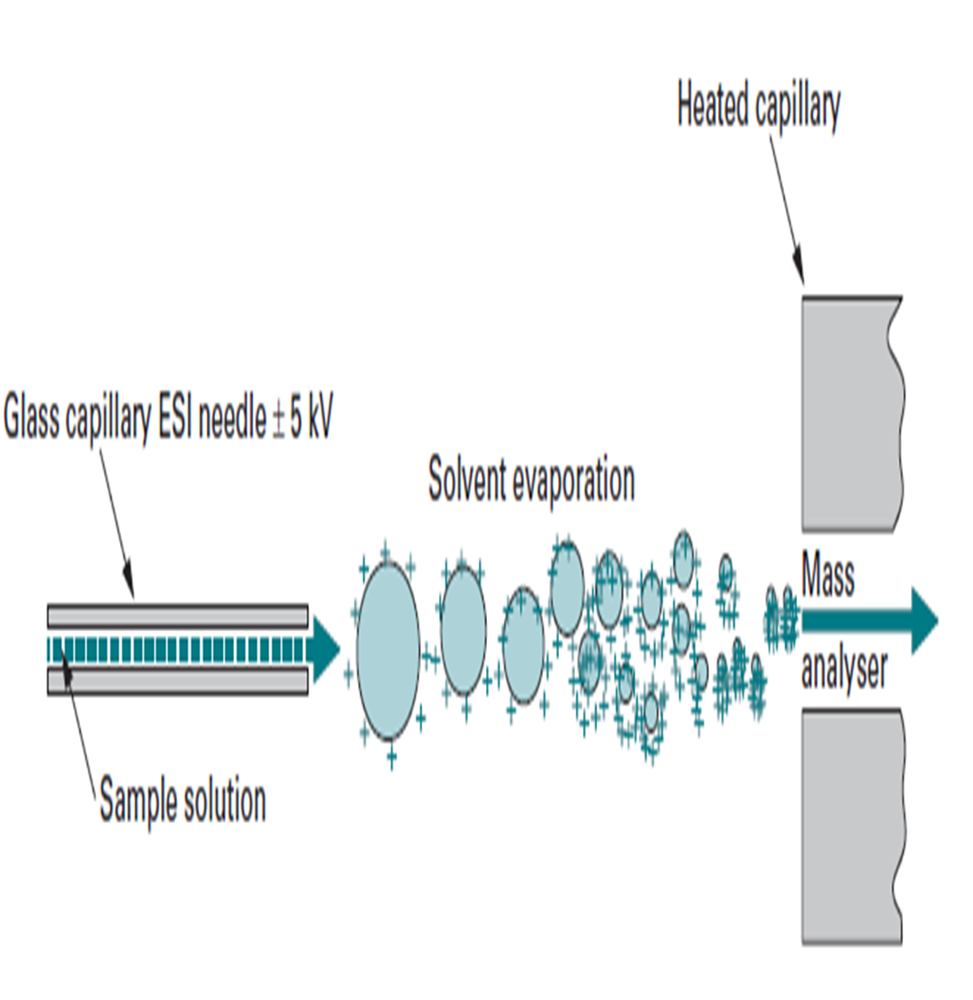 Heated capillary
Glass capillary ESI needle ± 5 kV
Solvent evaporation
Mass
analyser
Sample solution